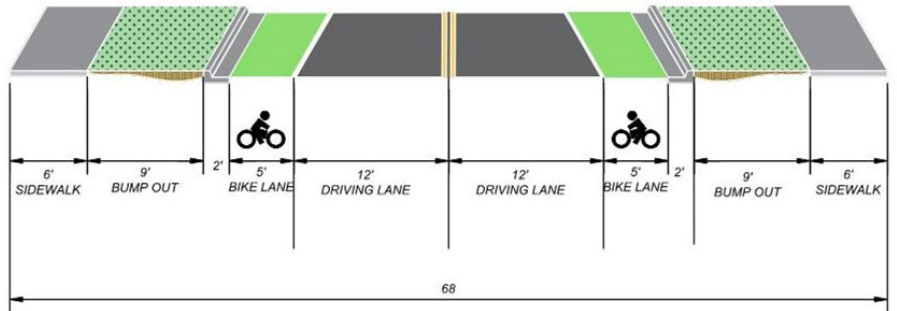 6'
SIDEWALK
9'
BUMP OUT
2'
5'
BIKE LANE
12'
DRIVING LANE
12'
DRIVING LANE
5'
BIKE LANE
2'
9'
BUMP OUT
6'
SIDEWALK
68